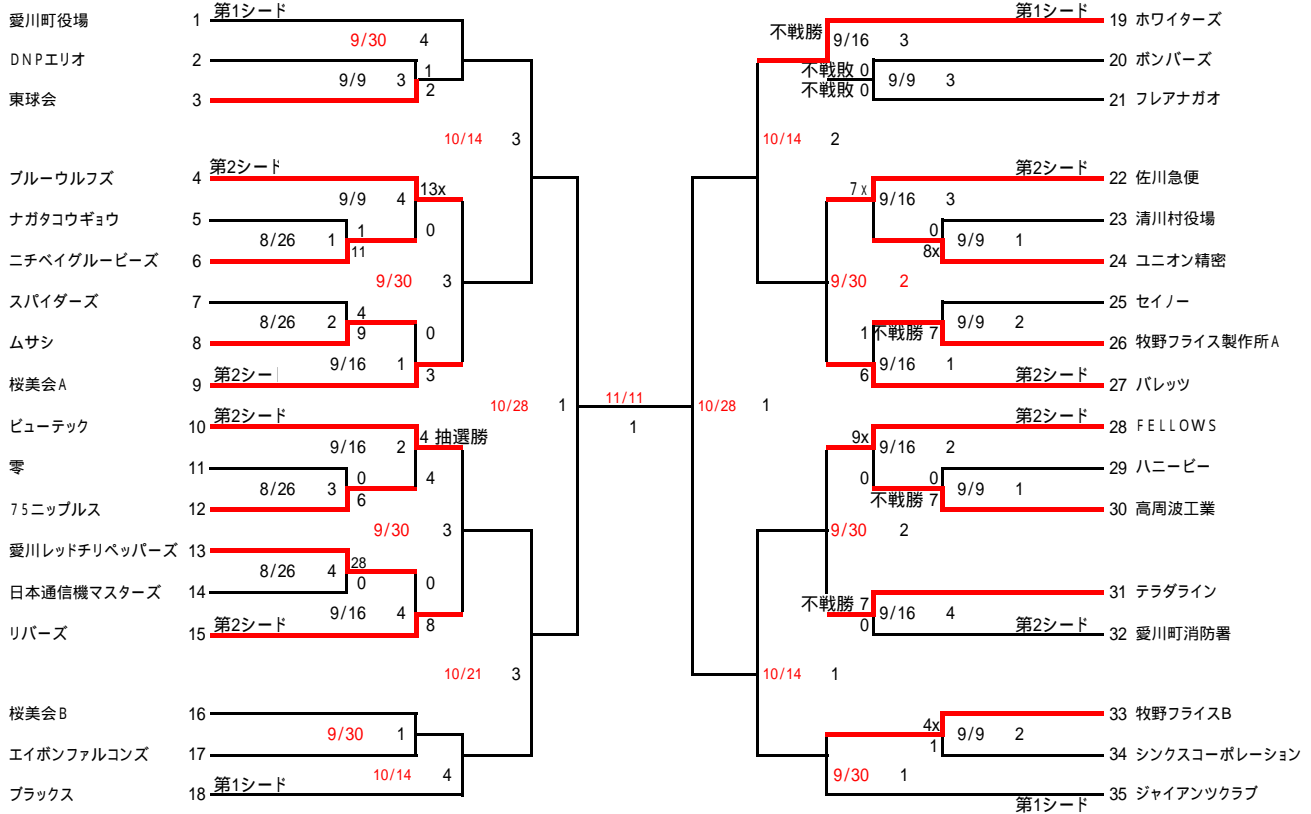 愛川町役場 1 第1シード
9/30 4
DNPエリオ 2
9/9 3 1
2
東球会 3
10/14 3
ブルーウルフズ 4 第2シード
13x
9/9 4
ナガタコウギョウ 5
8/26 1 1
11
0
ニチベイグルービーズ 6
9/30 3
スパイダーズ 7
8/26 2 4
9
0
ムサシ 8
9/16 1
3
桜美会A 9 第2シー
10/28 1
ビューテック 10 第2シード
4 抽選勝
9/16 2
零 11
8/26 3 0
6
4
75ニップルス 12
9/30 3
愛川レッドチリペッパーズ 13
8/26 4 28
0
0
日本通信機マスターズ 14
9/16 4
8
リバーズ 15 第2シード
10/21 3
桜美会B 16
9/30 1
エイボンファルコンズ 17
10/14 4
ブラックス 18 第1シード
11/11
1
第1シード 19 ホワイターズ
不戦勝 9/16 3
20 ボンバーズ
不戦敗 0
不戦敗 0
9/9 3
21 フレアナガオ
10/14 2
第2シード 22 佐川急便
7x 9/16 3
23 清川村役場
0
8x
9/9 1
24 ユニオン精密
9/30 2
25 セイノー
9/9 2
1 不戦勝 7
26 牧野フライス製作所A
9/16 1
6
第2シード 27 バレッツ
10/28 1
第2シード 28 FELLOWS
9x 9/16 2
29 ハニービー
0 0
不戦勝 7
9/9 1
30 高周波工業
9/30 2
31 テラダライン
不戦勝 7
0
9/16 4
第2シード 32 愛川町消防署
10/14 1
33 牧野フライスB
4x
1
9/9 2
34 シンクスコーポレーション
9/30 1
35 ジャイアンツクラブ
第1シード